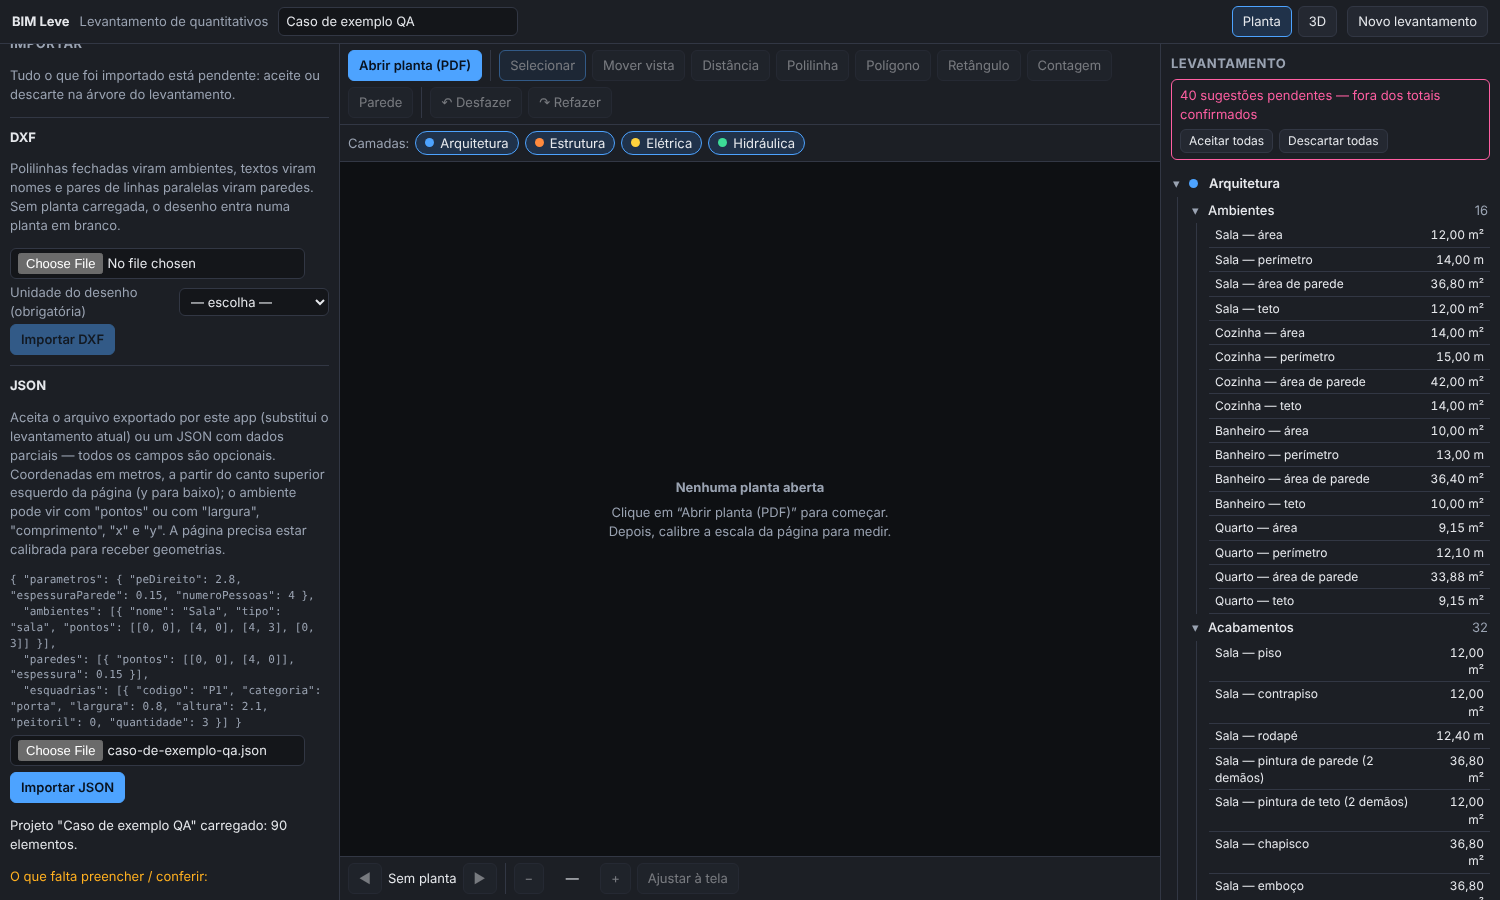 BIM Leve Levantamento de quantitativos Caso de exemplo QA Planta 3D Novo levantamento
IMPORTAR
Tudo o que foi importado está pendente: aceite ou
descarte na árvore do levantamento.
DXF
Polilinhas fechadas viram ambientes, textos viram
nomes e pares de linhas paralelas viram paredes.
Sem planta carregada, o desenho entra numa
planta em branco.
Choose File No file chosen
Unidade do desenho
(obrigatória)
— escolha —
Importar DXF
JSON
Aceita o arquivo exportado por este app (substitui o
levantamento atual) ou um JSON com dados
parciais — todos os campos são opcionais.
Coordenadas em metros, a partir do canto superior
esquerdo da página (y para baixo); o ambiente
pode vir com "pontos" ou com "largura",
"comprimento", "x" e "y". A página precisa estar
calibrada para receber geometrias.
{ "parametros": { "peDireito": 2.8,
"espessuraParede": 0.15, "numeroPessoas": 4 },
"ambientes": [{ "nome": "Sala", "tipo":
"sala", "pontos": [[0, 0], [4, 0], [4, 3], [0,
3]] }],
"paredes": [{ "pontos": [[0, 0], [4, 0]],
"espessura": 0.15 }],
"esquadrias": [{ "codigo": "P1", "categoria":
"porta", "largura": 0.8, "altura": 2.1,
"peitoril": 0, "quantidade": 3 }] }
Choose File caso-de-exemplo-qa.json
Importar JSON
Projeto "Caso de exemplo QA" carregado: 90
elementos.
O que falta preencher / conferir:
Abrir planta (PDF) Selecionar Mover vista Distância Polilinha Polígono Retângulo Contagem
Parede ↶ Desfazer ↷ Refazer
Camadas: Arquitetura Estrutura Elétrica Hidráulica
Nenhuma planta aberta
Clique em “Abrir planta (PDF)” para começar.
Depois, calibre a escala da página para medir.
◀ Sem planta ▶ − — + Ajustar à tela
LEVANTAMENTO
40 sugestões pendentes — fora dos totais
confirmados
Aceitar todas Descartar todas
▼ Arquitetura
▼ Ambientes 16
Sala — área 12,00 m²
Sala — perímetro 14,00 m
Sala — área de parede 36,80 m²
Sala — teto 12,00 m²
Cozinha — área 14,00 m²
Cozinha — perímetro 15,00 m
Cozinha — área de parede 42,00 m²
Cozinha — teto 14,00 m²
Banheiro — área 10,00 m²
Banheiro — perímetro 13,00 m
Banheiro — área de parede 36,40 m²
Banheiro — teto 10,00 m²
Quarto — área 9,15 m²
Quarto — perímetro 12,10 m
Quarto — área de parede 33,88 m²
Quarto — teto 9,15 m²
▼ Acabamentos 32
Sala — piso 12,00
m²
Sala — contrapiso 12,00
m²
Sala — rodapé 12,40 m
Sala — pintura de parede (2 36,80
demãos) m²
Sala — pintura de teto (2 demãos) 12,00
m²
Sala — chapisco 36,80
m²
Sala — emboço 36,80